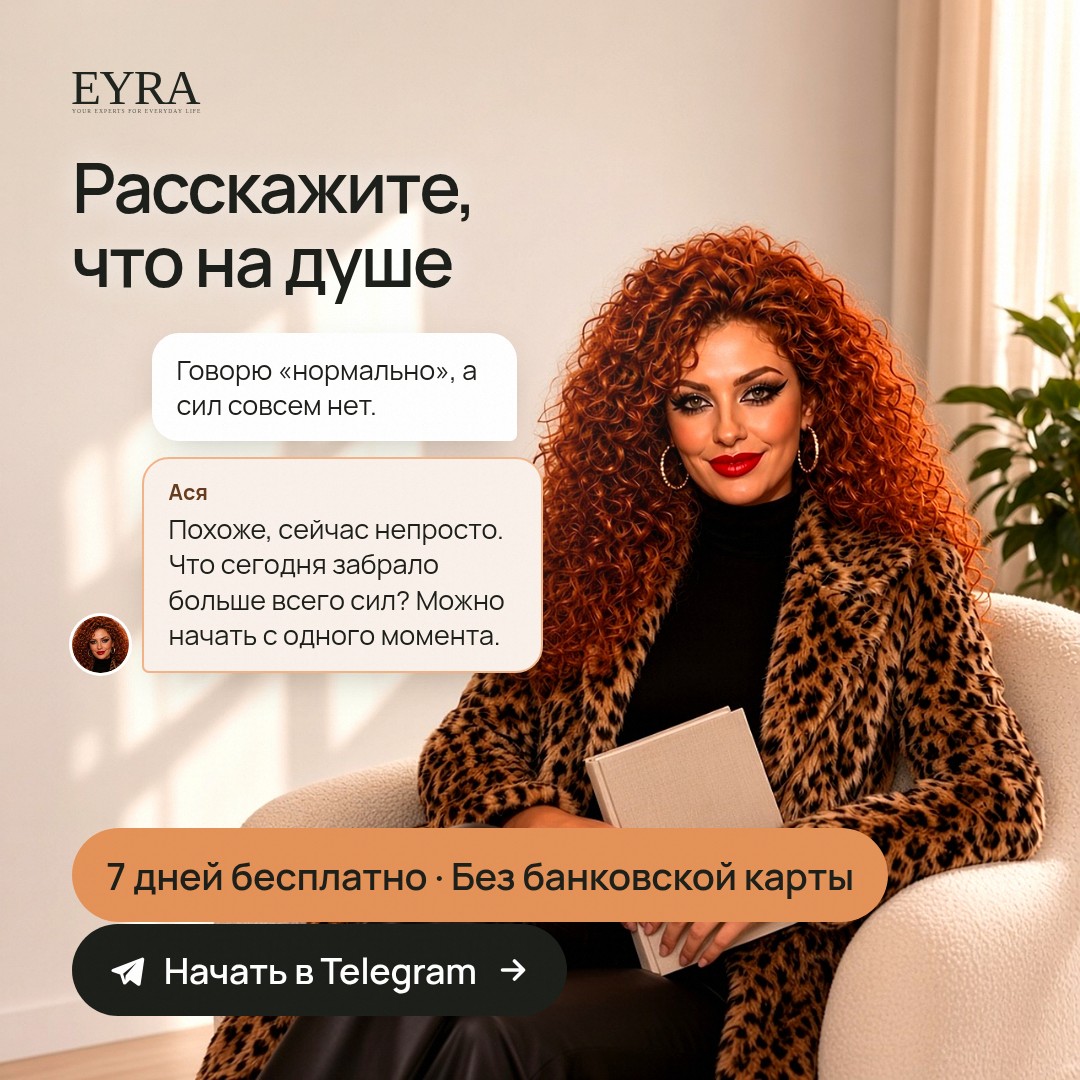 EYRA
YOUR EXPERTS FOR EVERYDAY LIFE
Расскажите,
что на душе
Говорю «нормально», а
сил совсем нет.
Ася
Похоже, сейчас непросто.
Что сегодня забрало
больше всего сил? Можно
начать с одного момента.
7 дней бесплатно · Без банковской карты
Начать в Telegram →